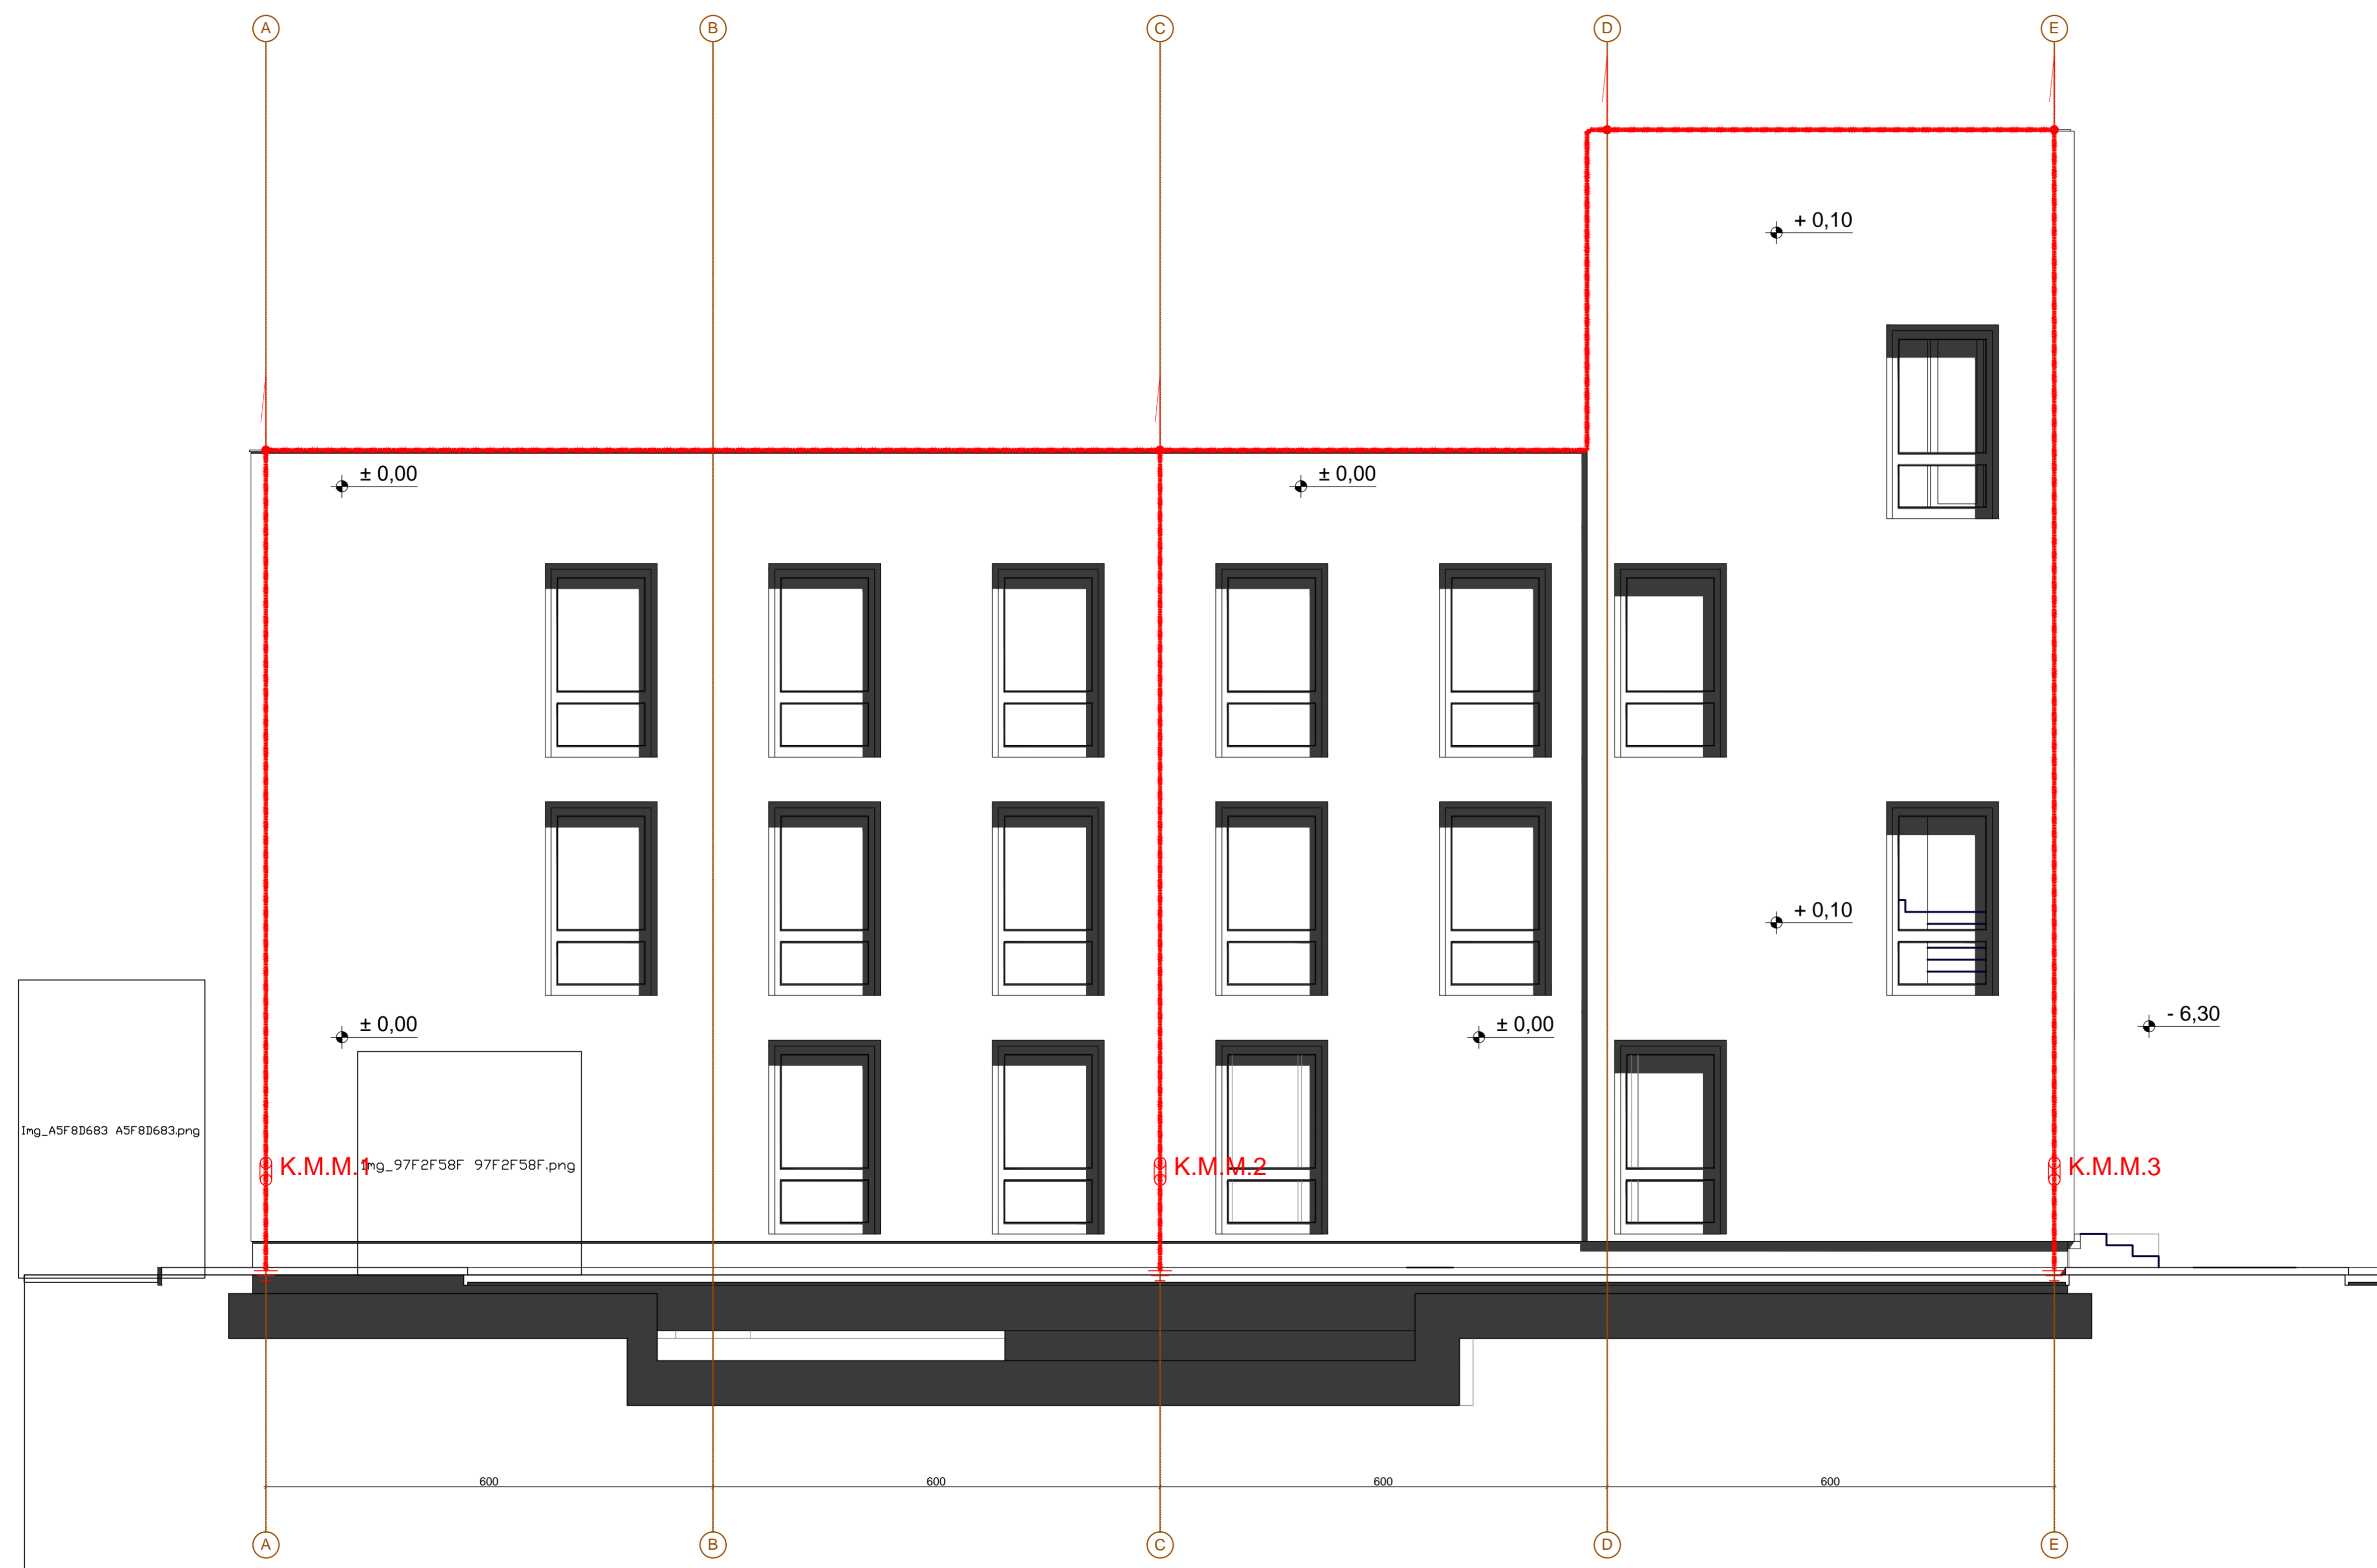 A B C D E
+ 0,10
± 0,00 ± 0,00
+ 0,10
± 0,00 ± 0,00 - 6,30
Img_A5F8D683 A5F8D683.png
K.M.M.1 Img_97F2F58F 97F2F58F.png K.M.M.2 K.M.M.3
600 600 600 600
A B C D E